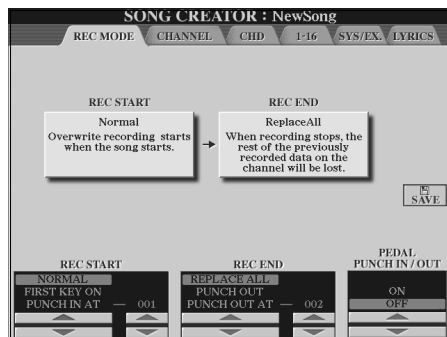 SONG CREATOR : NewSong
REC MODE CHANNEL CHD 1-16 SYS/EX. LYRICS
REC START REC END
Normal
Overwrite recording starts
when the song starts.
ReplaceAll
When recording stops, the
rest of the previously
recorded data on the
channel will be lost.
SAVE
REC START
NORMAL
FIRST KEY ON
PUNCH IN AT — 001
REC END
REPLACE ALL
PUNCH OUT
PUNCH OUT AT — 002
PEDAL
PUNCH IN / OUT
ON
OFF